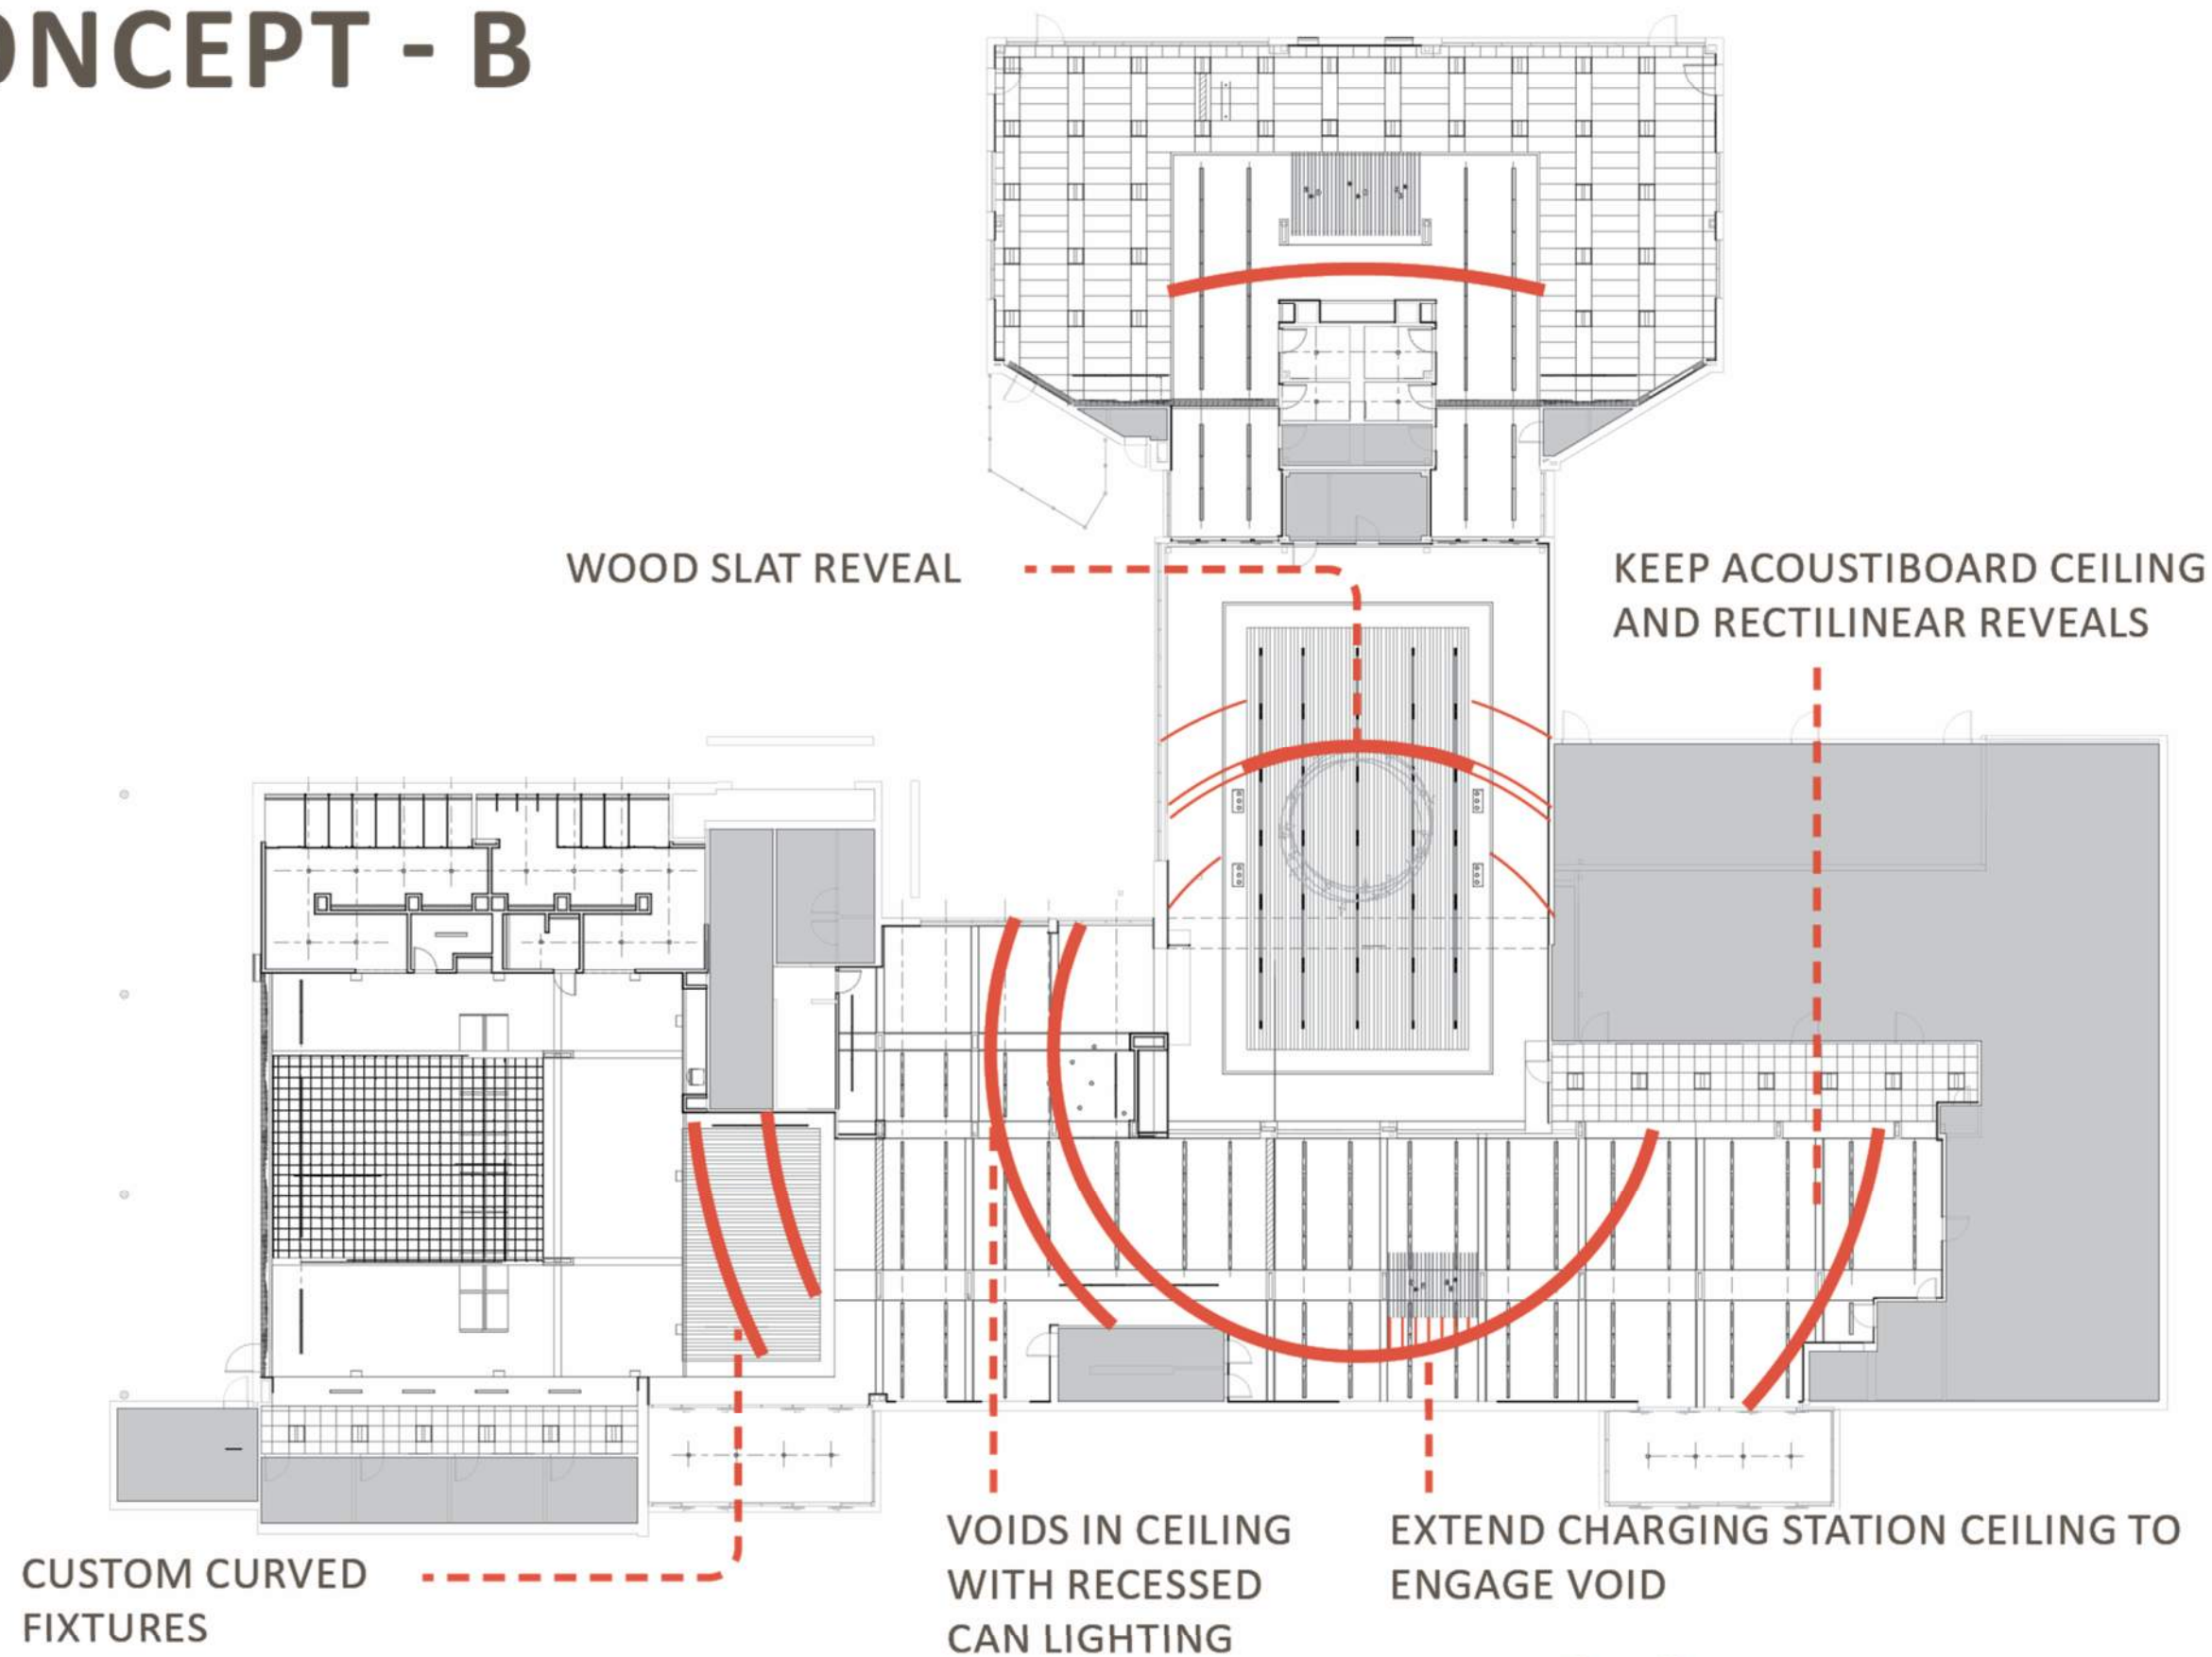 ONCEPT - B
WOOD SLAT REVEAL
KEEP ACOUSTIBOARD CEILING
AND RECTILINEAR REVEALS
CUSTOM CURVED
FIXTURES
VOIDS IN CEILING
WITH RECESSED
CAN LIGHTING
EXTEND CHARGING STATION CEILING TO
ENGAGE VOID